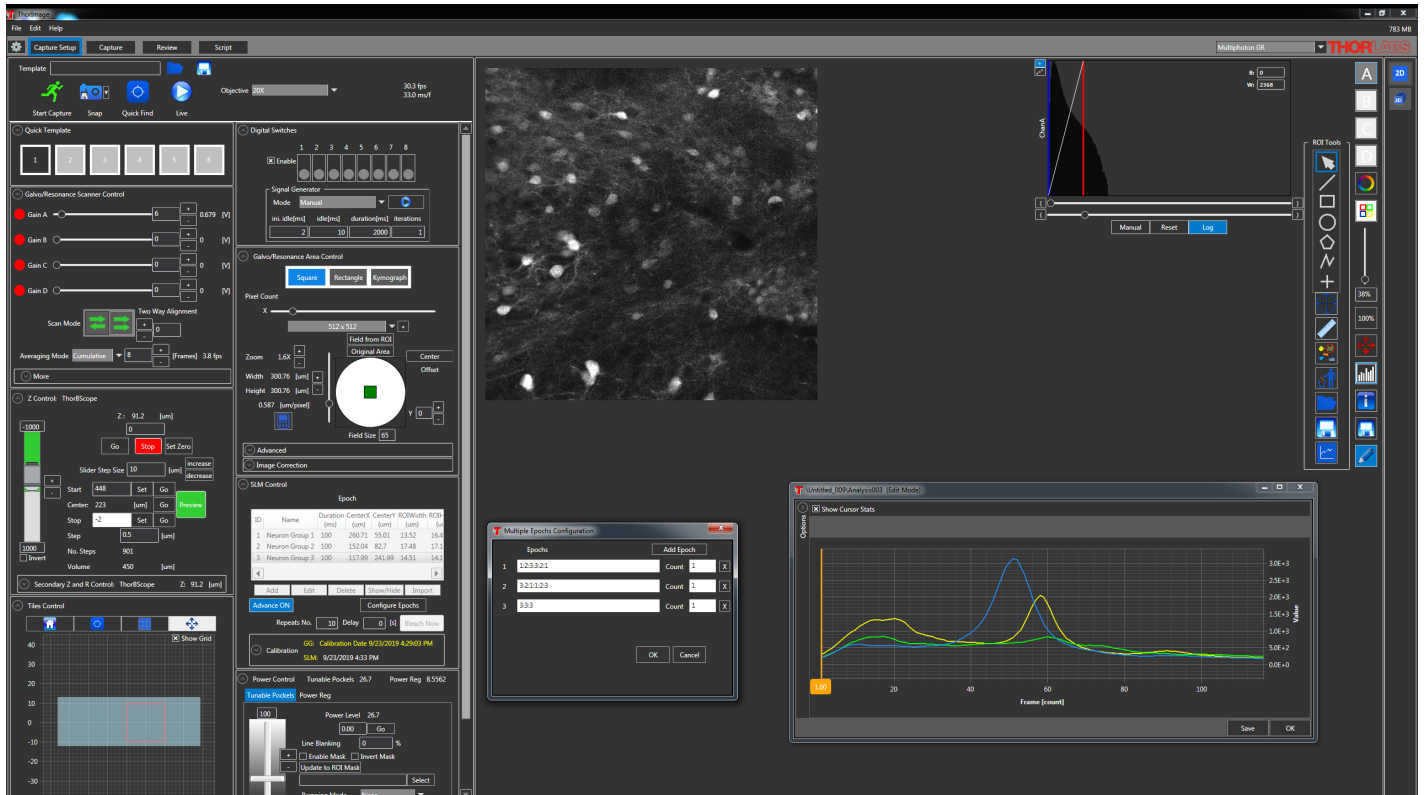 ThorImage
File Edit Help
783 MB
Capture Setup Capture Review Script
Multiphoton GR
THORLABS
Template
Start Capture Snap Quick Find Live
Objective 20X
30.3 fps
33.0 ms/f
Quick Template
1 2 3 4 5 6
Galvo/Resonance Scanner Control
Gain A 6 + - 0.679 [V]
Gain B 0 + - 0 [V]
Gain C 0 + - 0 [V]
Gain D 0 + - 0 [V]
Scan Mode
Two Way Alignment
+ - 0
Averaging Mode Cumulative 8 + - [Frames] 3.8 fps
More
Z Control: ThorBScope
Z : 91.2 [um]
-1000
0
Go Stop Set Zero
Slider Step Size 10 [um] increase
decrease
+ -
Start 448 Set Go
Center: 223 [um] Go Preview
Stop -2 Set Go
Step 0.5 [um]
1000
Invert
No. Steps 901
Volume 450 [um]
Secondary Z and R Control: ThorBScope Z: 91.2 [um]
Tiles Control
Show Grid
40
30
20
10
0
-10
-20
-30
Digital Switches
1 2 3 4 5 6 7 8
Enable
Signal Generator
Mode Manual
ini. idle[ms] idle[ms] duration[ms] iterations
2 10 2000 1
Galvo/Resonance Area Control
Square Rectangle Kymograph
Pixel Count
X
512 x 512 +
Field from ROI
Original Area
Zoom 1.6X + -
Center
Offset
Width 300.76 [um] +
Height 300.76 [um] -
0.587 [um/pixel]
Y 0 + -
Field Size 65
Advanced
Image Correction
SLM Control
Epoch
ID Name Duration (ms) CenterX (um) CenterY (um) ROIWidth (um) ROIH (u
1 Neuron Group 1 100 260.71 55.01 13.52 16.4
2 Neuron Group 2 100 152.04 82.7 17.48 17.1
3 Neuron Group 3 100 117.99 241.99 14.51 14.1
Add Edit Delete Show/Hide Import
Advance ON Configure Epochs
Repeats No. 10 Delay 0 [s] Bleach Now
Calibration
GG: Calibration Date 9/23/2019 4:29:03 PM
SLM: 9/23/2019 4:33 PM
Power Control Tunable Pockels 26.7 Power Reg 8.5562
Tunable Pockels Power Reg
100
Power Level 26.7
0.00 Go
Line Blanking 0 %
+ -
Enable Mask Invert Mask
Update to ROI Mask
Select
Ramping Mode None
ChanA
B: 0
W: 2368
Manual Reset Log
ROI Tools
A
B
C
D
38%
100%
2D
3D
Multiple Epochs Configuration
Epochs Add Epoch
1 1:2:3:3:2:1 Count 1 X
2 3:2:1:1:2:3 Count 1 X
3 3:3:3 Count 1 X
OK Cancel
\Untitled_009\Analysis003 (Edit Mode)
Options
Show Cursor Stats
3.0E+3
2.5E+3
2.0E+3
1.5E+3
1.0E+3
5.0E+2
0.0E+0
Value
1.00
20 40 60 80 100
Frame [count]
Save OK